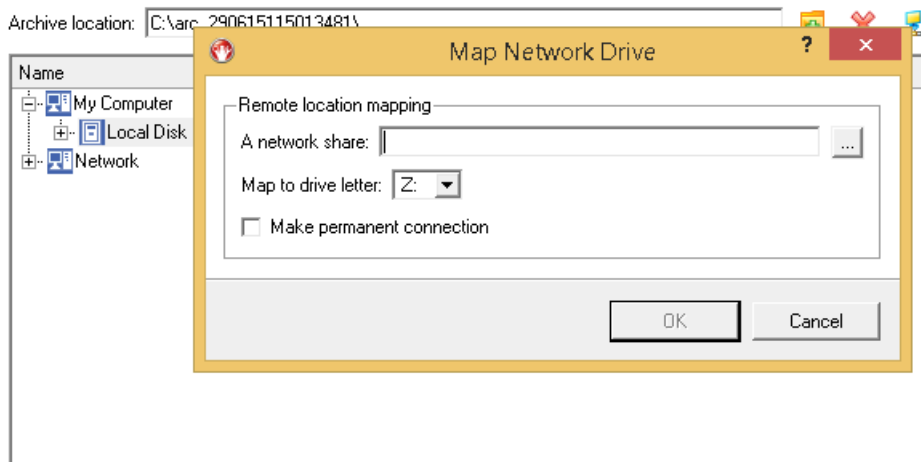 Archive location: C:\arc_290615115013481\
Map Network Drive
?
Name
My Computer
Local Disk
Network
Remote location mapping
A network share:
...
Map to drive letter: Z:
Make permanent connection
OK
Cancel